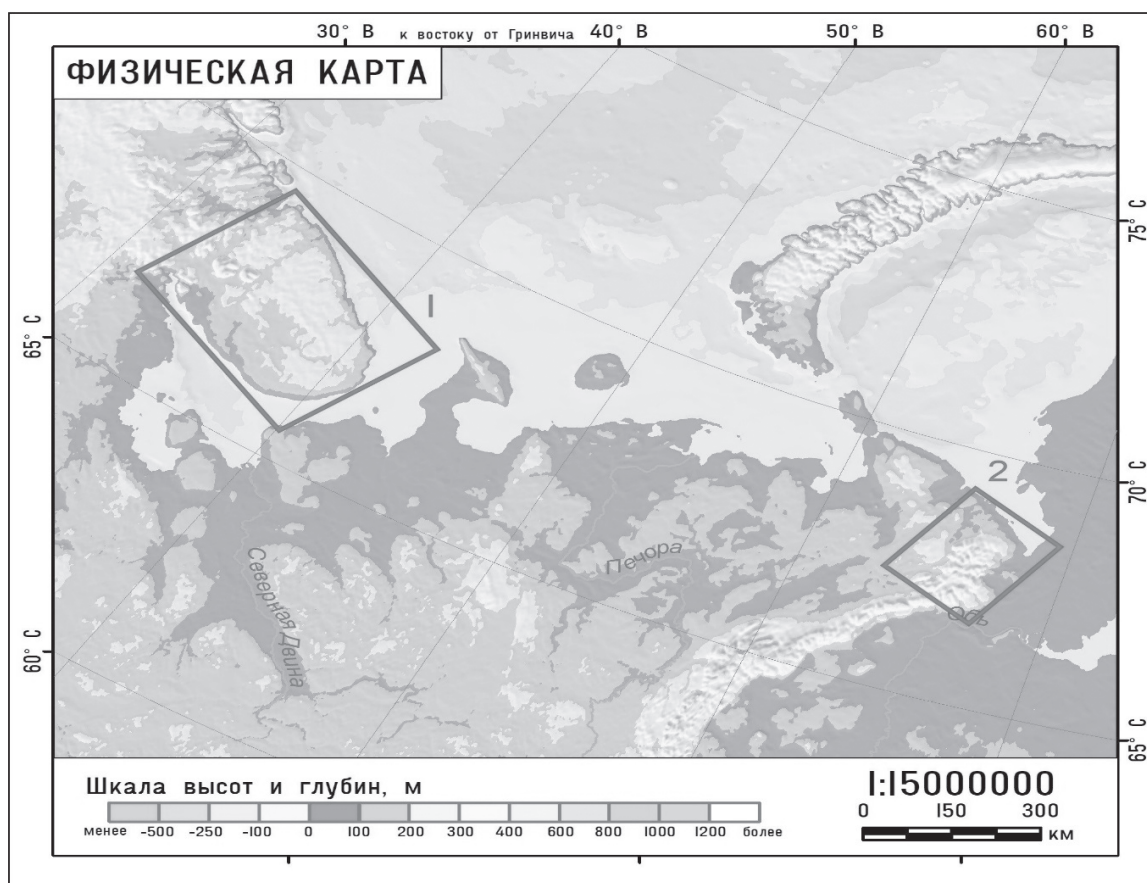 30° В к востоку от Гринвича 40° В 50° В 60° В
ФИЗИЧЕСКАЯ КАРТА
75° С
1
65° С
2
70° С
Печора
Обь
Северная Двина
60° С
65° С
Шкала высот и глубин, м
менее -500 -250 -100 0 100 200 300 400 600 800 1000 1200 более
1:15000000
0 150 300
км